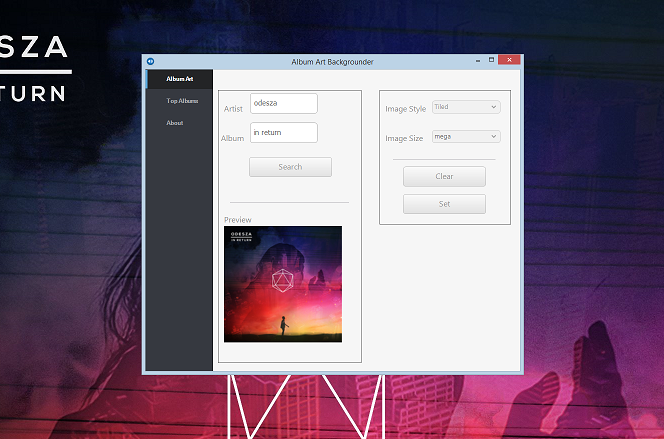 ESZA
TURN
Album Art Backgrounder
Album Art
Top Albums
About
Artist
odesza
Album
in return
Search
Preview
ODESZA
IN RETURN
Image Style
Tiled
Image Size
mega
Clear
Set